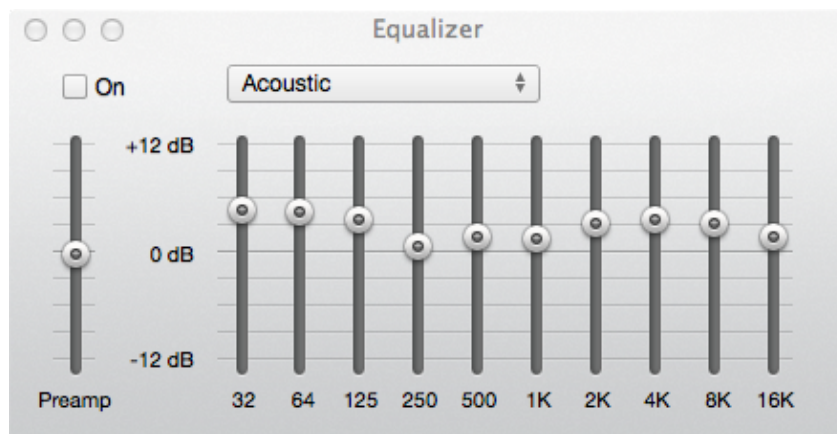 Equalizer
On
Acoustic
+12 dB
0 dB
-12 dB
Preamp 32 64 125 250 500 1K 2K 4K 8K 16K